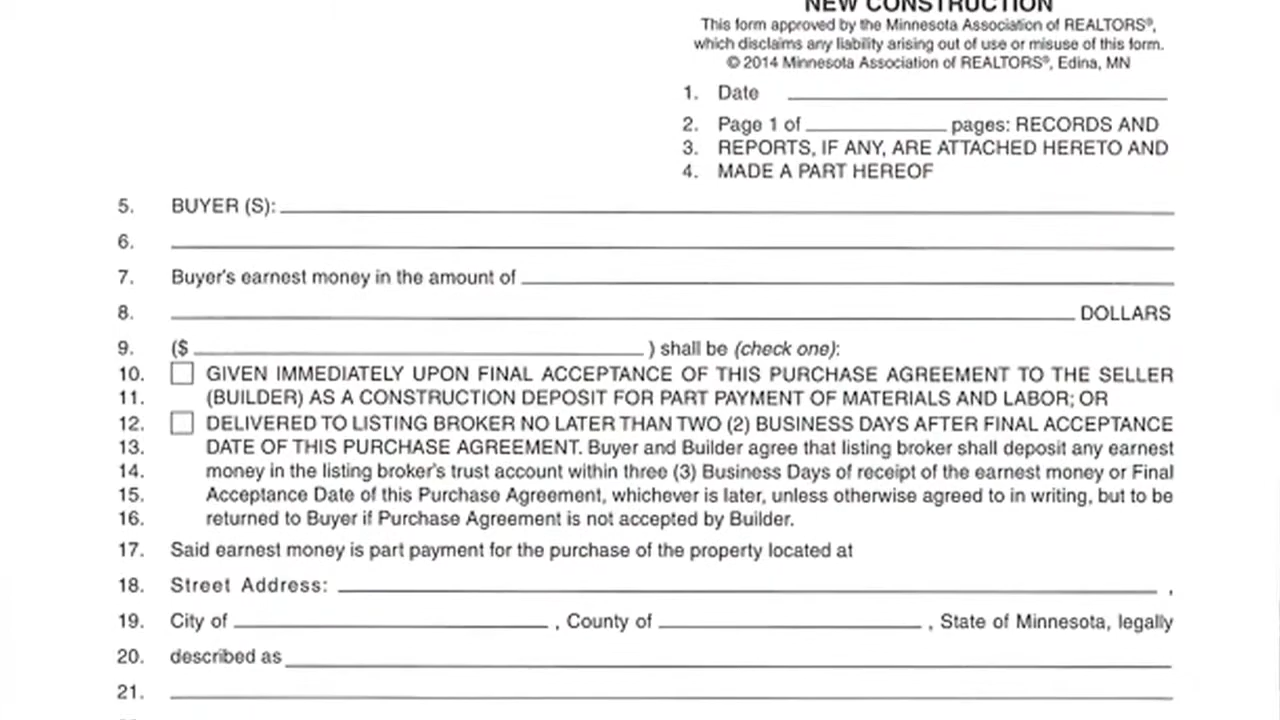 NEW CONSTRUCTION
This form approved by the Minnesota Association of REALTORS®,
which disclaims any liability arising out of use or misuse of this form.
© 2014 Minnesota Association of REALTORS®, Edina, MN
1. Date
2. Page 1 of pages: RECORDS AND
3. REPORTS, IF ANY, ARE ATTACHED HERETO AND
4. MADE A PART HEREOF
5. BUYER (S):
6.
7. Buyer's earnest money in the amount of
8. DOLLARS
9. ($ ) shall be (check one):
10. GIVEN IMMEDIATELY UPON FINAL ACCEPTANCE OF THIS PURCHASE AGREEMENT TO THE SELLER
11. (BUILDER) AS A CONSTRUCTION DEPOSIT FOR PART PAYMENT OF MATERIALS AND LABOR; OR
12. DELIVERED TO LISTING BROKER NO LATER THAN TWO (2) BUSINESS DAYS AFTER FINAL ACCEPTANCE
13. DATE OF THIS PURCHASE AGREEMENT. Buyer and Builder agree that listing broker shall deposit any earnest
14. money in the listing broker's trust account within three (3) Business Days of receipt of the earnest money or Final
15. Acceptance Date of this Purchase Agreement, whichever is later, unless otherwise agreed to in writing, but to be
16. returned to Buyer if Purchase Agreement is not accepted by Builder.
17. Said earnest money is part payment for the purchase of the property located at
18. Street Address: ,
19. City of , County of , State of Minnesota, legally
20. described as
21.